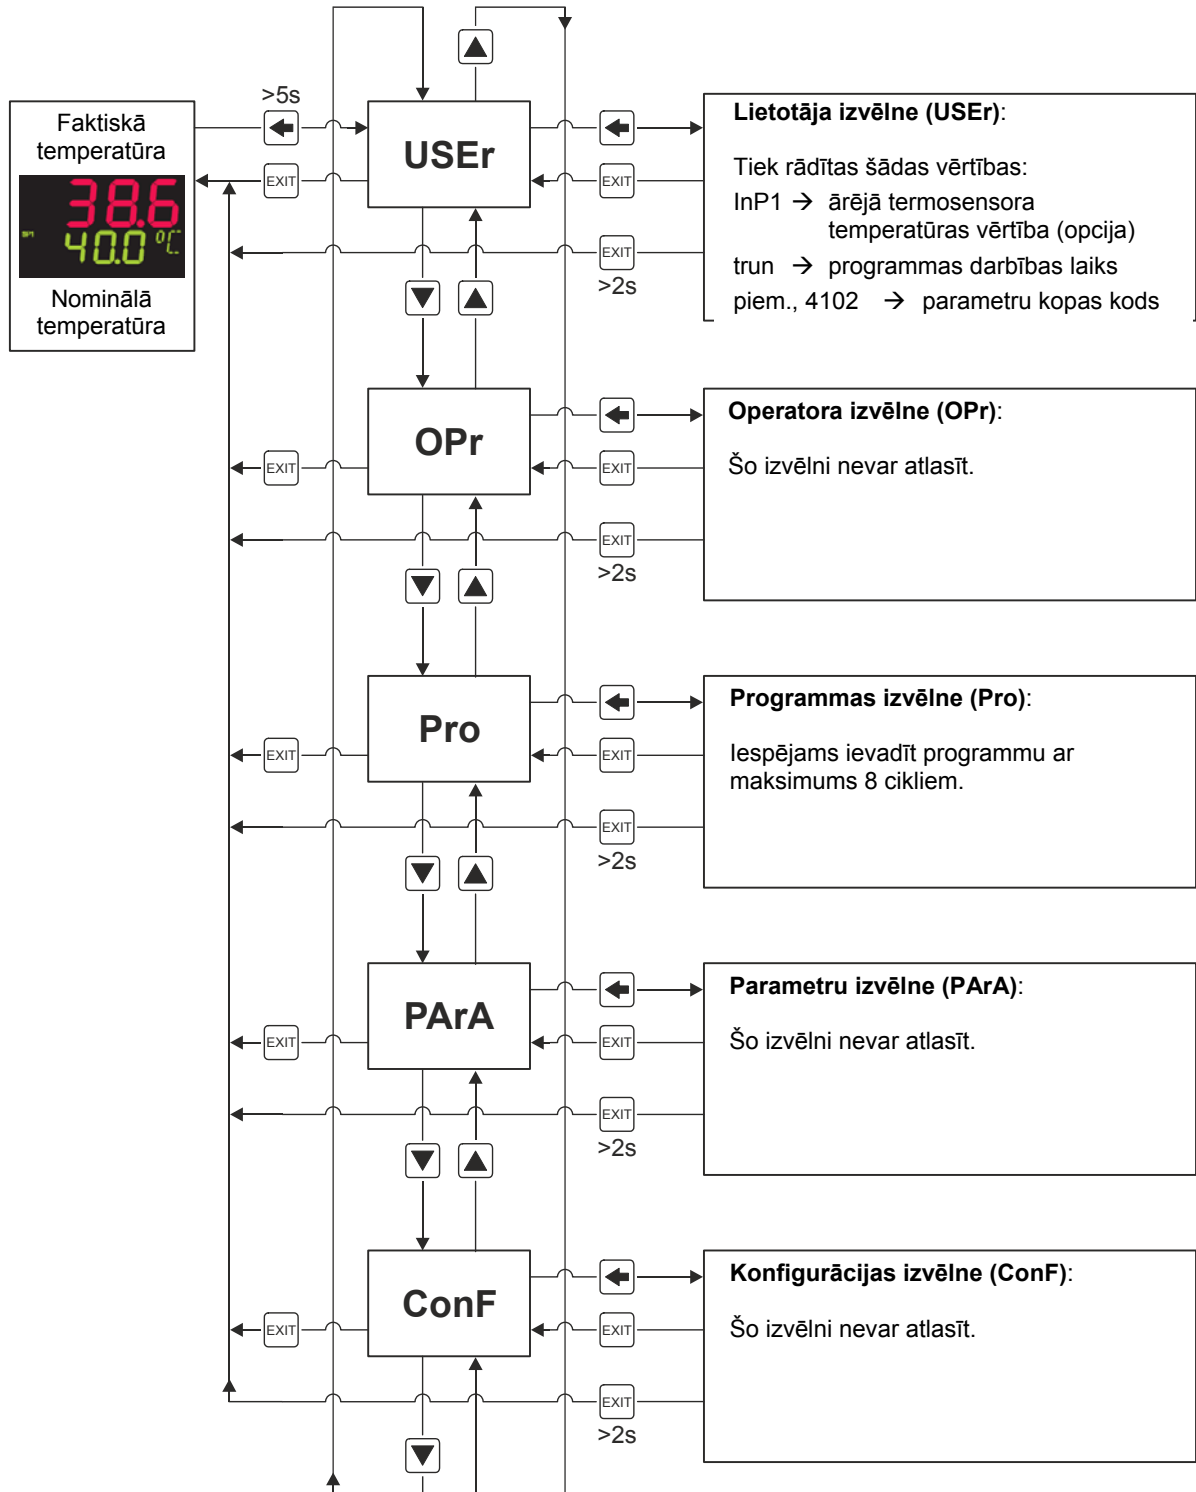 >5s
Faktiskā
temperatūra
38.6
40.0 °C
Nominālā
temperatūra
EXIT
USEr
EXIT
EXIT
>2s
Lietotāja izvēlne (USEr):
Tiek rādītas šādas vērtības:
InP1 → ārējā termosensora
temperatūras vērtība (opcija)
trun → programmas darbības laiks
piem., 4102 → parametru kopas kods
OPr
EXIT
EXIT
EXIT
>2s
Operatora izvēlne (OPr):
Šo izvēlni nevar atlasīt.
Pro
EXIT
EXIT
EXIT
>2s
Programmas izvēlne (Pro):
Iespējams ievadīt programmu ar
maksimums 8 cikliem.
PArA
EXIT
EXIT
EXIT
>2s
Parametru izvēlne (PArA):
Šo izvēlni nevar atlasīt.
ConF
EXIT
EXIT
EXIT
>2s
Konfigurācijas izvēlne (ConF):
Šo izvēlni nevar atlasīt.